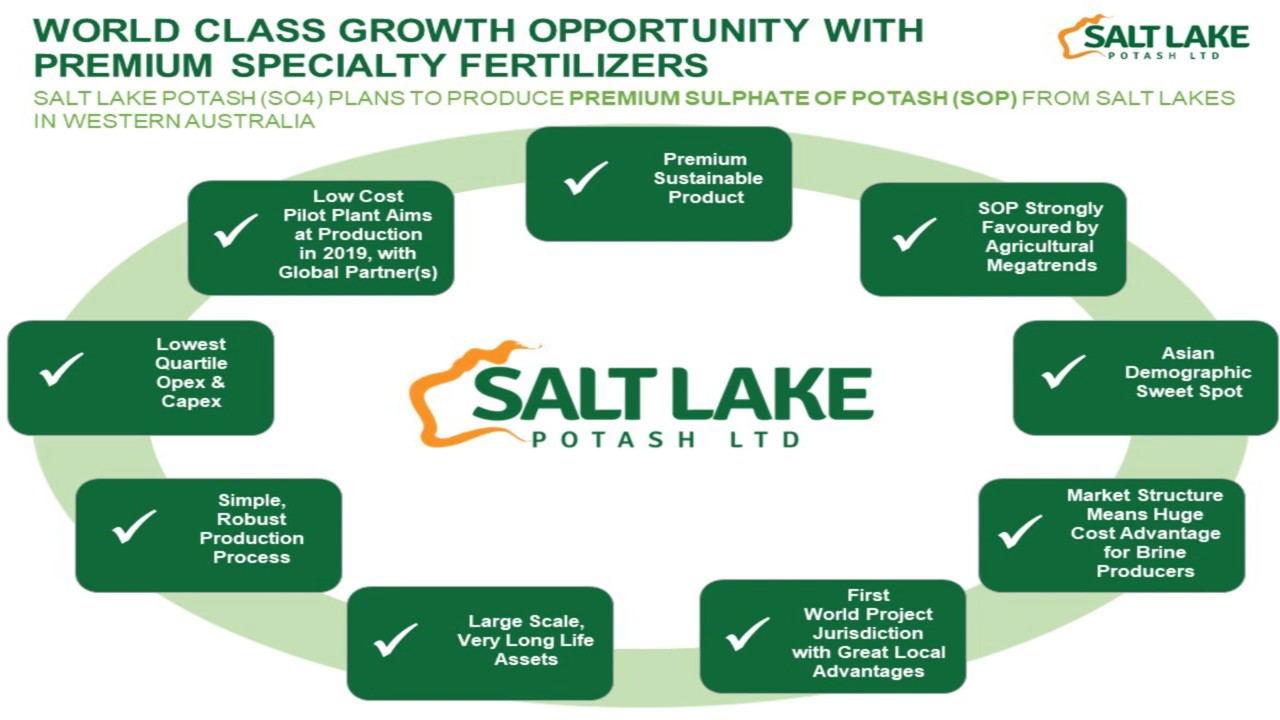 WORLD CLASS GROWTH OPPORTUNITY WITH
PREMIUM SPECIALTY FERTILIZERS
SALT LAKE
POTASH LTD
SALT LAKE POTASH (SO4) PLANS TO PRODUCE PREMIUM SULPHATE OF POTASH (SOP) FROM SALT LAKES
IN WESTERN AUSTRALIA
Premium
Sustainable
Product
SOP Strongly
Favoured by
Agricultural
Megatrends
Asian
Demographic
Sweet Spot
Market Structure
Means Huge
Cost Advantage
for Brine
Producers
First
World Project
Jurisdiction
with Great Local
Advantages
Large Scale,
Very Long Life
Assets
Simple,
Robust
Production
Process
Lowest
Quartile
Opex &
Capex
Low Cost
Pilot Plant Aims
at Production
in 2019, with
Global Partner(s)
SALT LAKE
POTASH LTD